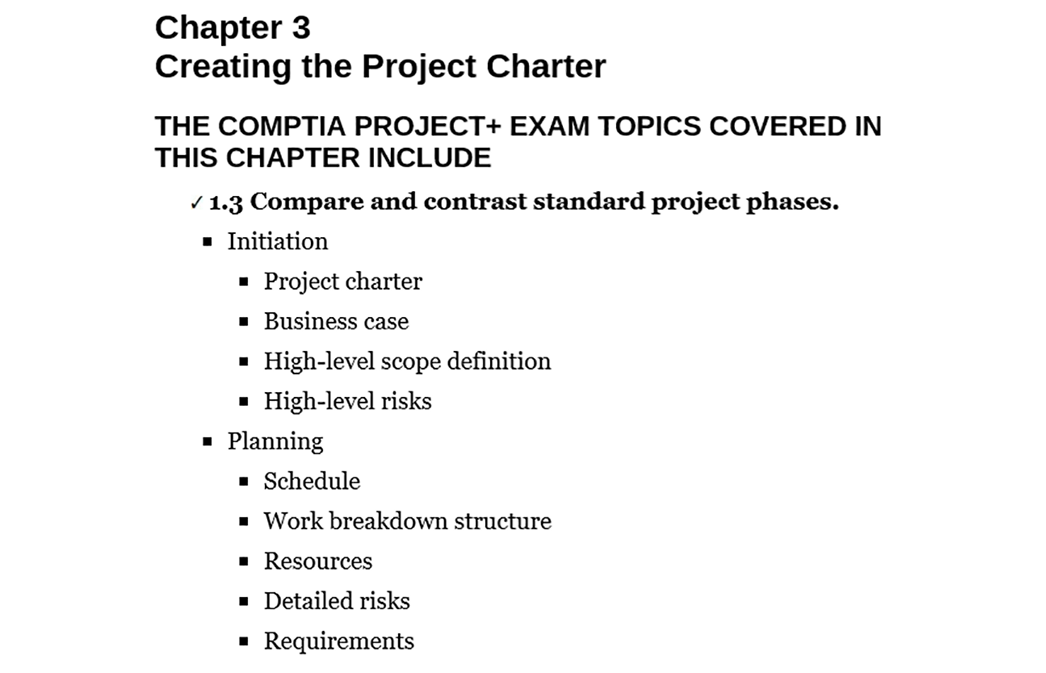 Chapter 3
Creating the Project Charter
THE COMPTIA PROJECT+ EXAM TOPICS COVERED IN
THIS CHAPTER INCLUDE
✓ 1.3 Compare and contrast standard project phases.
▪ Initiation
▪ Project charter
▪ Business case
▪ High-level scope definition
▪ High-level risks
▪ Planning
▪ Schedule
▪ Work breakdown structure
▪ Resources
▪ Detailed risks
▪ Requirements